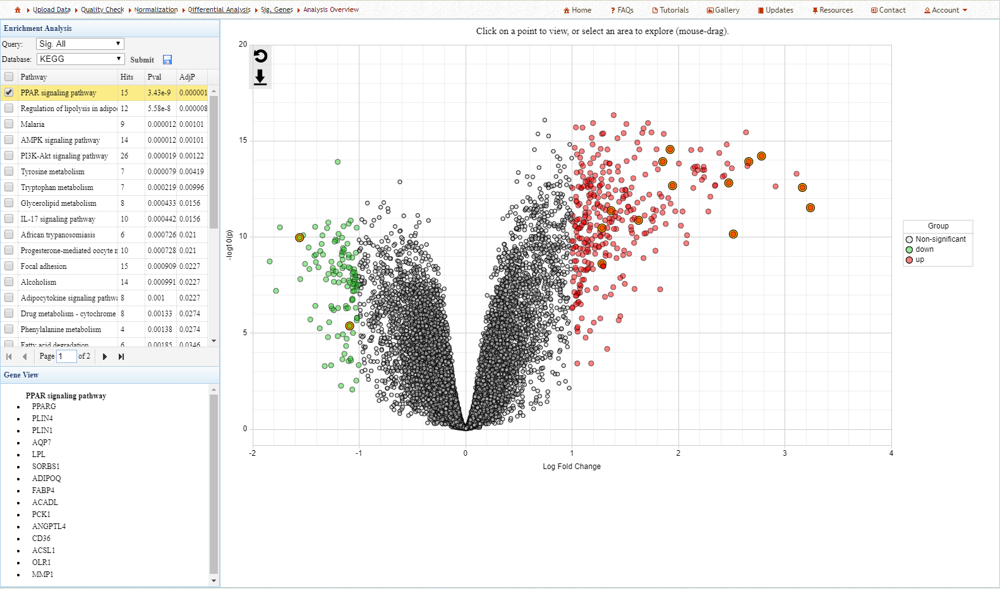 Upload Data Quality Check Normalization Differential Analysis Sig. Genes Analysis Overview Home ? FAQs Tutorials Gallery Updates Resources Contact Account
Enrichment Analysis
Query: Sig. All
Database: KEGG Submit
Pathway Hits Pval AdjP
PPAR signaling pathway 15 3.43e-9 0.000001
Regulation of lipolysis in adipo 12 5.58e-8 0.000008
Malaria 9 0.000012 0.00101
AMPK signaling pathway 14 0.000012 0.00101
PI3K-Akt signaling pathway 26 0.000019 0.00122
Tyrosine metabolism 7 0.000079 0.00419
Tryptophan metabolism 7 0.000219 0.00996
Glycerolipid metabolism 8 0.000433 0.0156
IL-17 signaling pathway 10 0.000442 0.0156
African trypanosomiasis 6 0.000726 0.021
Progesterone-mediated oocyte n 10 0.000728 0.021
Focal adhesion 15 0.000909 0.0227
Alcoholism 14 0.000991 0.0227
Adipocytokine signaling pathwa 8 0.001 0.0227
Drug metabolism - cytochrome 8 0.00133 0.0274
Phenylalanine metabolism 4 0.00138 0.0274
Fatty acid degradation 6 0.00185 0.0346
Page 1 of 2
Gene View
PPAR signaling pathway
PPARG
PLIN4
PLIN1
AQP7
LPL
SORBS1
ADIPOQ
FABP4
ACADL
PCK1
ANGPTL4
CD36
ACSL1
OLR1
MMP1
Click on a point to view, or select an area to explore (mouse-drag).
20
15
10
5
0
-log10(p)
-2 -1 0 1 2 3 4
Log Fold Change
Group
Non-significant
down
up